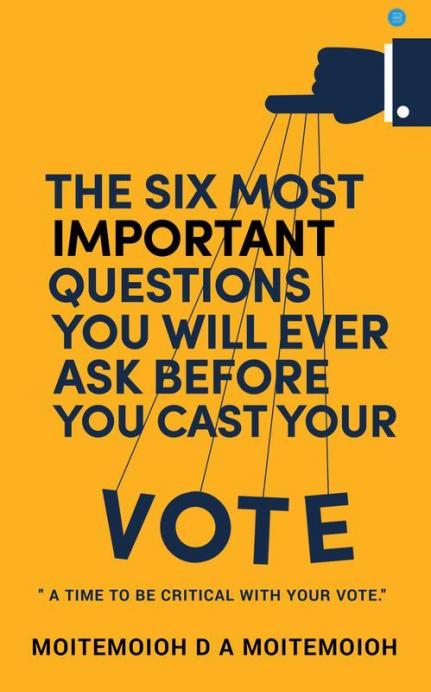 THE SIX MOST
IMPORTANT
QUESTIONS
YOU WILL EVER
ASK BEFORE
YOU CAST YOUR
VOTE
" A TIME TO BE CRITICAL WITH YOUR VOTE."
MOITEMOIOH D A MOITEMOIOH